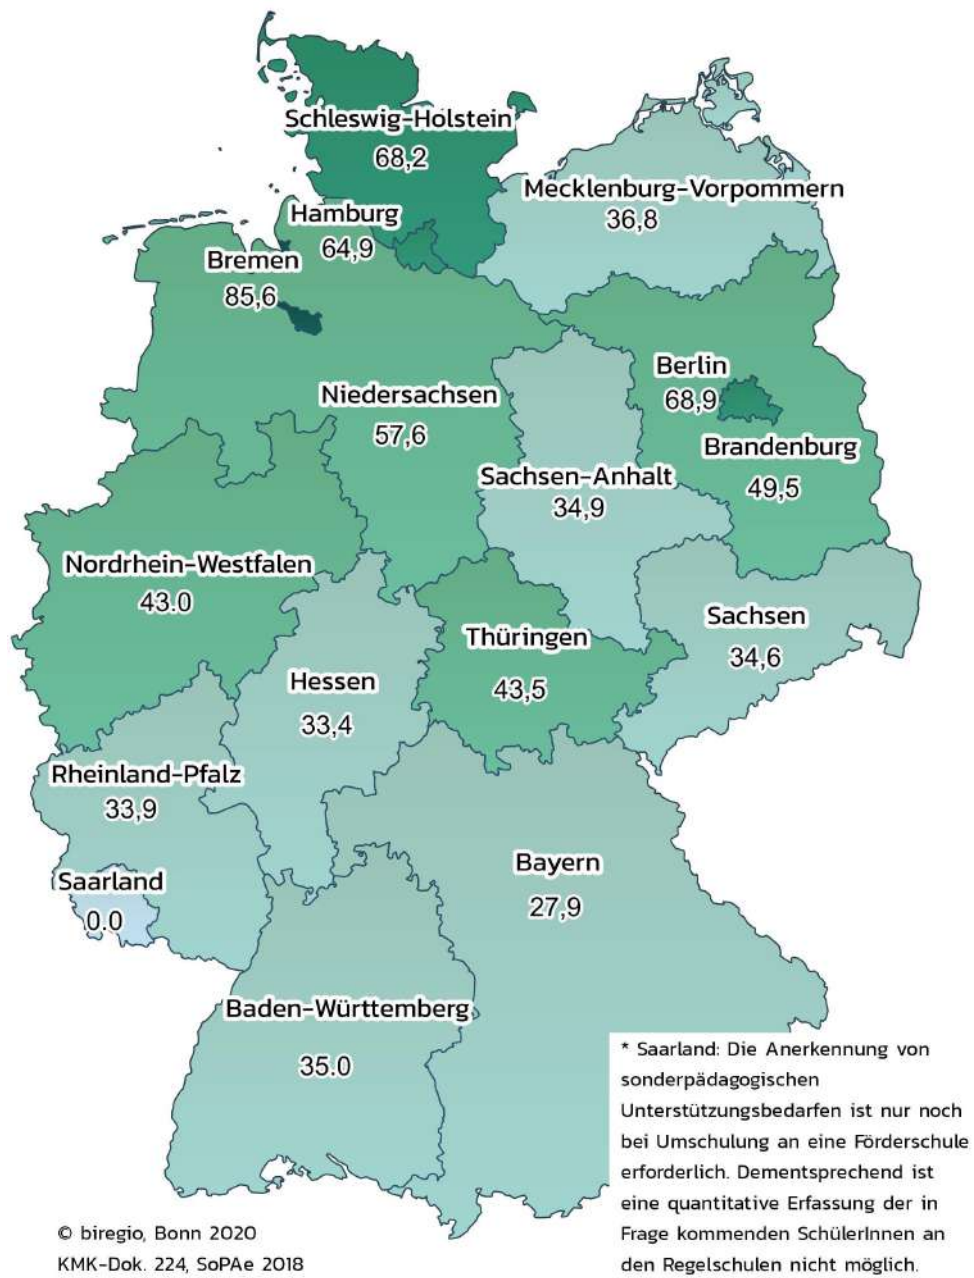 Schleswig-Holstein
68,2
Mecklenburg-Vorpommern
36,8
Hamburg
64,9
Bremen
85,6
Berlin
68,9
Niedersachsen
57,6
Brandenburg
49,5
Sachsen-Anhalt
34,9
Nordrhein-Westfalen
43.0
Sachsen
34,6
Thüringen
43,5
Hessen
33,4
Rheinland-Pfalz
33,9
Bayern
27,9
Saarland
0.0
Baden-Württemberg
35.0
* Saarland: Die Anerkennung von
sonderpädagogischen
Unterstützungsbedarfen ist nur noch
bei Umschulung an eine Förderschule
erforderlich. Dementsprechend ist
eine quantitative Erfassung der in
Frage kommenden SchülerInnen an
den Regelschulen nicht möglich.
© biregio, Bonn 2020
KMK-Dok. 224, SoPAe 2018